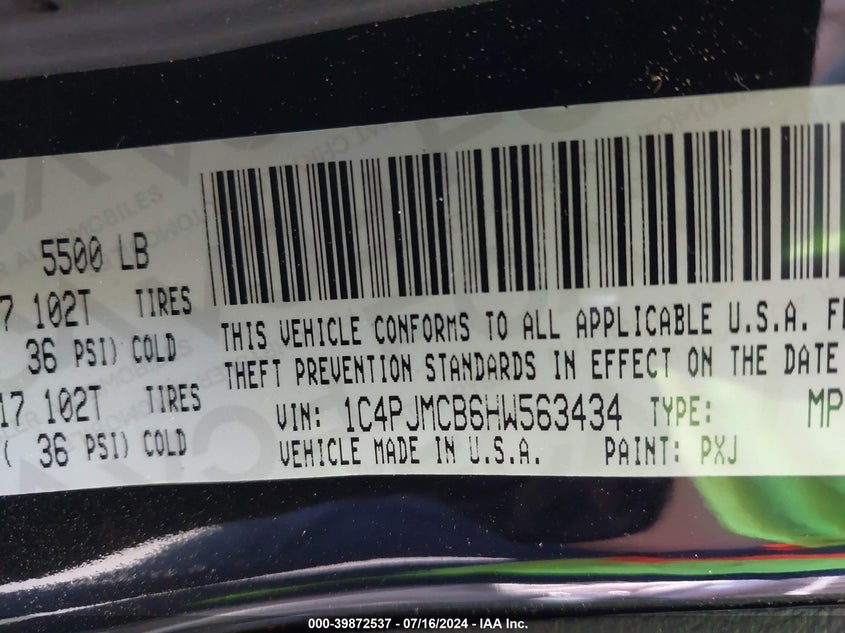 5500 LB
7 102T TIRES
36 PSI) COLD
17 102T TIRES
( 36 PSI) COLD
THIS VEHICLE CONFORMS TO ALL APPLICABLE U.S.A.
THEFT PREVENTION STANDARDS IN EFFECT ON THE DATE
VIN: 1C4PJMCB6HW563434 TYPE: MP
VEHICLE MADE IN U.S.A. PAINT: PXJ
000-39872537 - 07/16/2024 - IAA Inc.